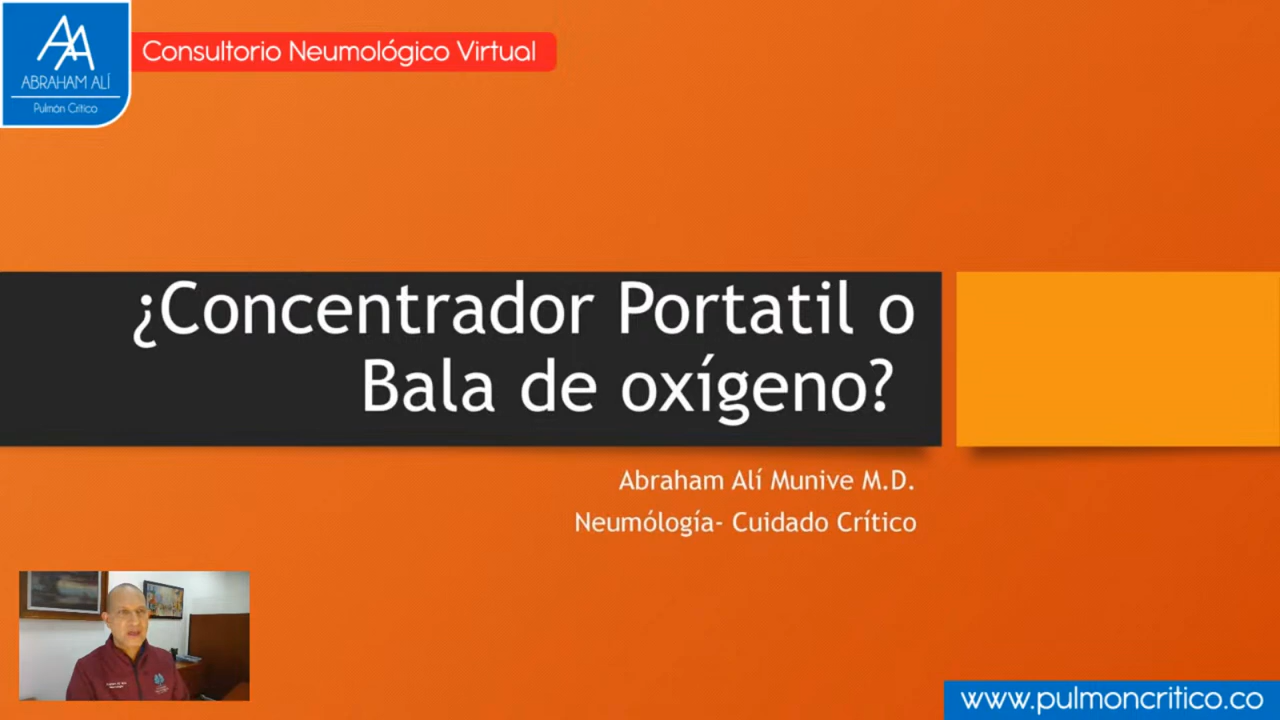 AA
ABRAHAM ALÍ
Pulmón Crítico
Consultorio Neumológico Virtual
¿Concentrador Portatil o
Bala de oxígeno?
Abraham Alí Munive M.D.
Neumólogía- Cuidado Crítico
www.pulmoncritico.co